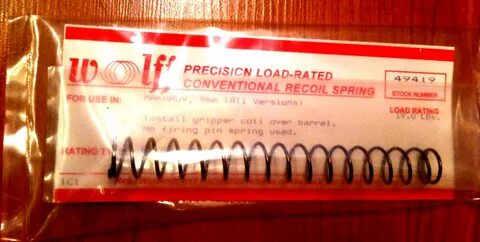 wolff
PRECISION LOAD-RATED
CONVENTIONAL RECOIL SPRING
49419
STOCK NUMBER
FOR USE IN: MAKAROV, 9mm (All Versions)
LOAD RATING
19.0 Lbs.
Install gripper coil over barrel.
No firing pin spring used.
RATING